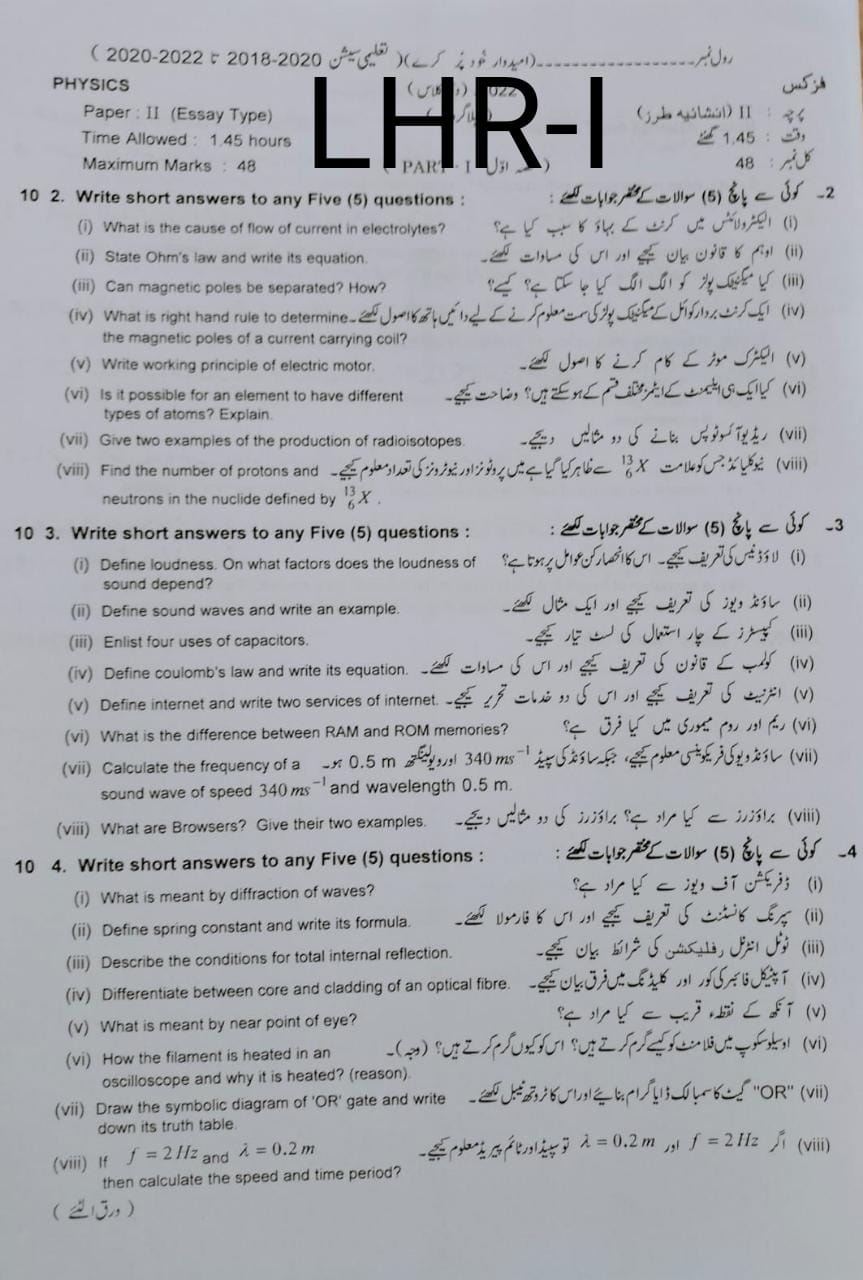 رول نمبر ------------------(امیدوار خود پُر کرے)( تعلیمی سیشن 2020-2018 تا 2022-2020 )
PHYSICS فزکس
Paper : II (Essay Type) پرچہ : II (انشائیہ طرز)
Time Allowed : 1.45 hours وقت : 1.45 گھنٹے
Maximum Marks : 48 کل نمبر : 48
LHR-I
( PART - I حصہ اوّل )
10 2. Write short answers to any Five (5) questions : 2- کوئی سے پانچ (5) سوالات کے مختصر جوابات لکھئے :
(i) What is the cause of flow of current in electrolytes? (i) الیکٹرولائٹس میں کرنٹ کے بہاؤ کا سبب کیا ہے؟
(ii) State Ohm's law and write its equation. (ii) اوہم کا قانون بیان کیجیے اور اس کی مساوات لکھئے۔
(iii) Can magnetic poles be separated? How? (iii) کیا میگنیٹک پولز کو الگ الگ کیا جا سکتا ہے؟ کیسے؟
(iv) What is right hand rule to determine (iv) ایک کرنٹ بردار کوائل کے میگنیٹک پولز کی سمت معلوم کرنے کے لیے دائیں ہاتھ کا اصول لکھئے۔
the magnetic poles of a current carrying coil?
(v) Write working principle of electric motor. (v) الیکٹرک موٹر کے کام کرنے کا اصول لکھئے۔
(vi) Is it possible for an element to have different (vi) کیا ایک ہی ایلیمنٹ کے ایٹمز مختلف قسم کے ہو سکتے ہیں؟ وضاحت کیجیے۔
types of atoms? Explain.
(vii) Give two examples of the production of radioisotopes. (vii) ریڈیو آئسوٹوپس بنانے کی دو مثالیں دیجیے۔
(viii) Find the number of protons and (viii) نیوکلیائڈ جس کو علامت ¹³₆X سے ظاہر کیا گیا ہے میں پروٹونز اور نیوٹرونز کی تعداد معلوم کیجیے۔
neutrons in the nuclide defined by ¹³₆X .
10 3. Write short answers to any Five (5) questions : 3- کوئی سے پانچ (5) سوالات کے مختصر جوابات لکھئے :
(i) Define loudness. On what factors does the loudness of (i) لاؤڈنیس کی تعریف کیجیے۔ اس کا انحصار کن عوامل پر ہوتا ہے؟
sound depend?
(ii) Define sound waves and write an example. (ii) ساؤنڈ ویوز کی تعریف کیجیے اور ایک مثال لکھئے۔
(iii) Enlist four uses of capacitors. (iii) کپیسٹرز کے چار استعمال کی لسٹ تیار کیجیے۔
(iv) Define coulomb's law and write its equation. (iv) کولمب کے قانون کی تعریف کیجیے اور اس کی مساوات لکھئے۔
(v) Define internet and write two services of internet. (v) انٹرنیٹ کی تعریف کیجیے اور اس کی دو خدمات تحریر کیجیے۔
(vi) What is the difference between RAM and ROM memories? (vi) ریم اور روم میموری میں کیا فرق ہے؟
(vii) Calculate the frequency of a (vii) ساؤنڈ ویو کی فریکوئنسی معلوم کیجیے، جبکہ ساؤنڈ کی سپیڈ 340 ms⁻¹ اور ویولینگتھ 0.5 m ہو۔
sound wave of speed 340 ms⁻¹ and wavelength 0.5 m.
(viii) What are Browsers? Give their two examples. (viii) براؤزرز سے کیا مراد ہے؟ براؤزرز کی دو مثالیں دیجیے۔
10 4. Write short answers to any Five (5) questions : 4- کوئی سے پانچ (5) سوالات کے مختصر جوابات لکھئے :
(i) What is meant by diffraction of waves? (i) ڈفریکشن آف ویوز سے کیا مراد ہے؟
(ii) Define spring constant and write its formula. (ii) سپرنگ کانسٹنٹ کی تعریف کیجیے اور اس کا فارمولا لکھئے۔
(iii) Describe the conditions for total internal reflection. (iii) ٹوٹل انٹرنل رفلیکشن کی شرائط بیان کیجیے۔
(iv) Differentiate between core and cladding of an optical fibre. (iv) آپٹیکل فائبر کی کور اور کلیڈنگ میں فرق بیان کیجیے۔
(v) What is meant by near point of eye? (v) آنکھ کے نقطہء قریب سے کیا مراد ہے؟
(vi) How the filament is heated in an (vi) اوسیلوسکوپ میں فلامنٹ کو کیسے گرم کرتے ہیں؟ اس کو کیوں گرم کرتے ہیں؟ (وجہ)۔
oscilloscope and why it is heated? (reason).
(vii) Draw the symbolic diagram of 'OR' gate and write (vii) "OR" گیٹ کا سمبالک ڈایا گرام بنایئے اور اس کا ٹروتھ ٹیبل لکھئے۔
down its truth table.
(viii) If f = 2 Hz and λ = 0.2 m (viii) اگر f = 2 Hz اور λ = 0.2 m تو سپیڈ اور ٹائم پیریڈ معلوم کیجیے۔
then calculate the speed and time period?
( ورق الٹئے )